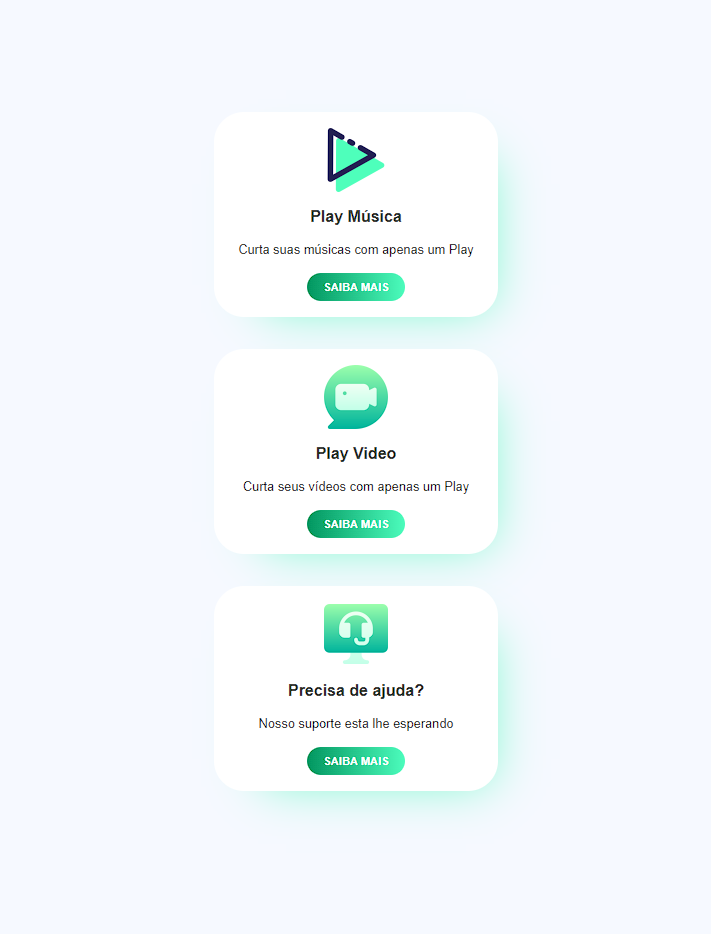 Play Música
Curta suas músicas com apenas um Play
SAIBA MAIS
Play Video
Curta seus vídeos com apenas um Play
SAIBA MAIS
Precisa de ajuda?
Nosso suporte esta lhe esperando
SAIBA MAIS